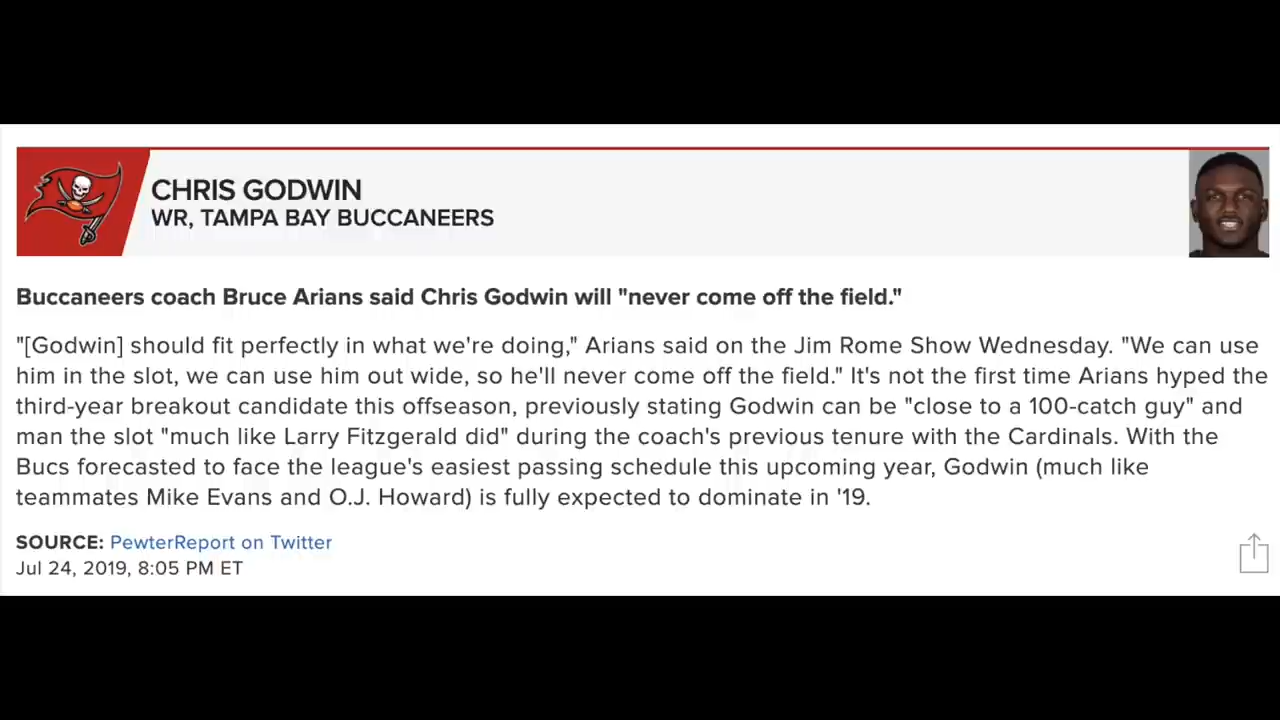 CHRIS GODWIN
WR, TAMPA BAY BUCCANEERS
Buccaneers coach Bruce Arians said Chris Godwin will "never come off the field."
"[Godwin] should fit perfectly in what we're doing," Arians said on the Jim Rome Show Wednesday. "We can use
him in the slot, we can use him out wide, so he'll never come off the field." It's not the first time Arians hyped the
third-year breakout candidate this offseason, previously stating Godwin can be "close to a 100-catch guy" and
man the slot "much like Larry Fitzgerald did" during the coach's previous tenure with the Cardinals. With the
Bucs forecasted to face the league's easiest passing schedule this upcoming year, Godwin (much like
teammates Mike Evans and O.J. Howard) is fully expected to dominate in '19.
SOURCE: PewterReport on Twitter
Jul 24, 2019, 8:05 PM ET